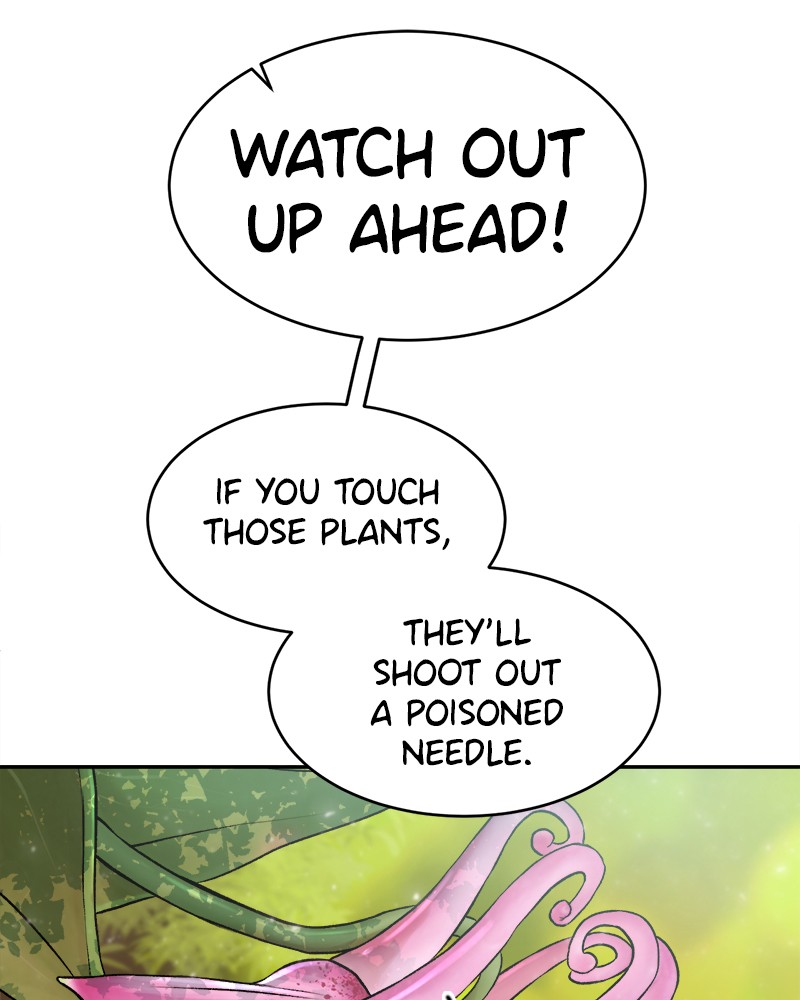 WATCH OUT
UP AHEAD!
IF YOU TOUCH
THOSE PLANTS,
THEY'LL
SHOOT OUT
A POISONED
NEEDLE.